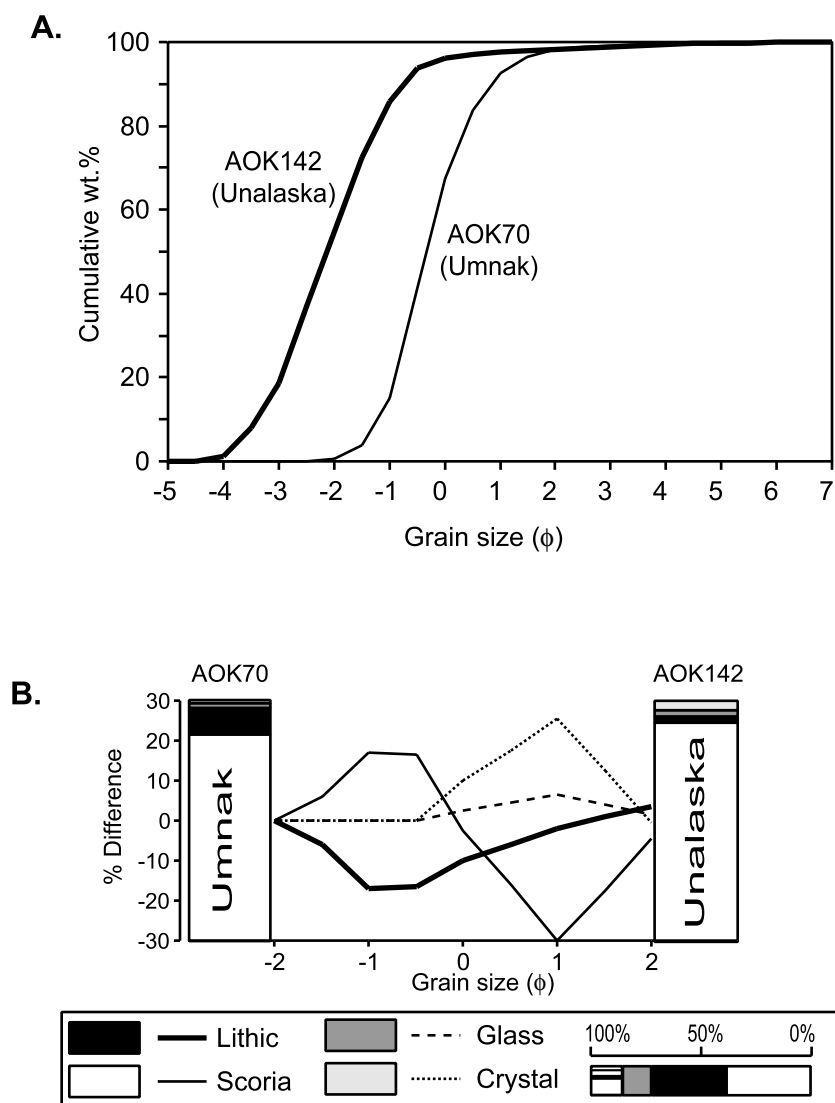 A.
100
80
60
40
20
0
Cumulative wt.%
AOK142
(Unalaska)
AOK70
(Umnak)
-5 -4 -3 -2 -1 0 1 2 3 4 5 6 7
Grain size (ϕ)
B.
AOK70
AOK142
30
20
10
0
-10
-20
-30
% Difference
Umnak
Unalaska
-2 -1 0 1 2
Grain size (ϕ)
Lithic
Glass
100% 50% 0%
Scoria
Crystal